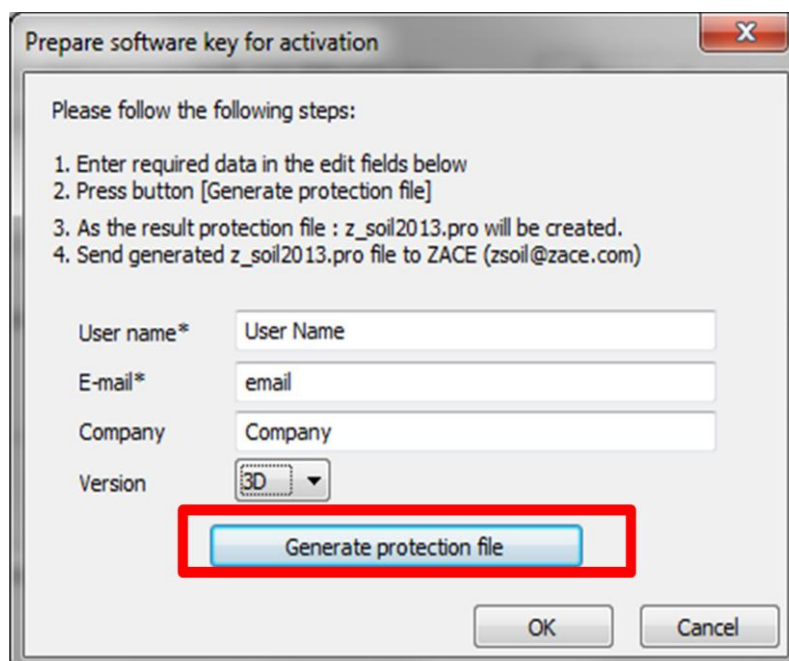 Prepare software key for activation
Please follow the following steps:
1. Enter required data in the edit fields below
2. Press button [Generate protection file]
3. As the result protection file : z_soil2013.pro will be created.
4. Send generated z_soil2013.pro file to ZACE (zsoil@zace.com)
User name* User Name
E-mail* email
Company Company
Version 3D
Generate protection file
OK Cancel